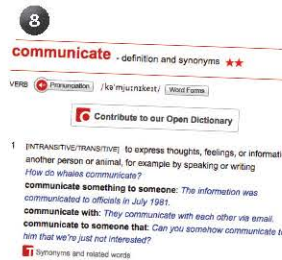 8
communicate - definition and synonyms ★★
VERB Pronunciation /kəˈmjuːnɪkeɪt/ Word Forms
Contribute to our Open Dictionary
1 [INTRANSITIVE/TRANSITIVE] to express thoughts, feelings, or informati
another person or animal, for example by speaking or writing
How do whales communicate?
communicate something to someone: The information was
communicated to officials in July 1981.
communicate with: They communicate with each other via email.
communicate to someone that: Can you somehow communicate to
him that we're just not interested?
T Synonyms and related words